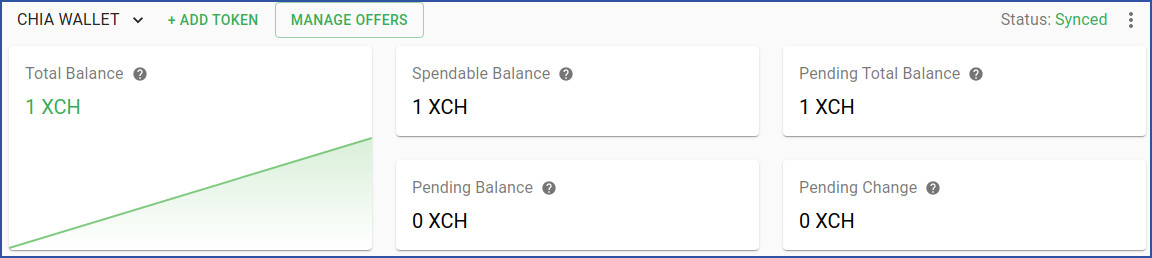 CHIA WALLET + ADD TOKEN MANAGE OFFERS Status: Synced
Total Balance ?
1 XCH
Spendable Balance ?
1 XCH
Pending Total Balance ?
1 XCH
Pending Balance ?
0 XCH
Pending Change ?
0 XCH